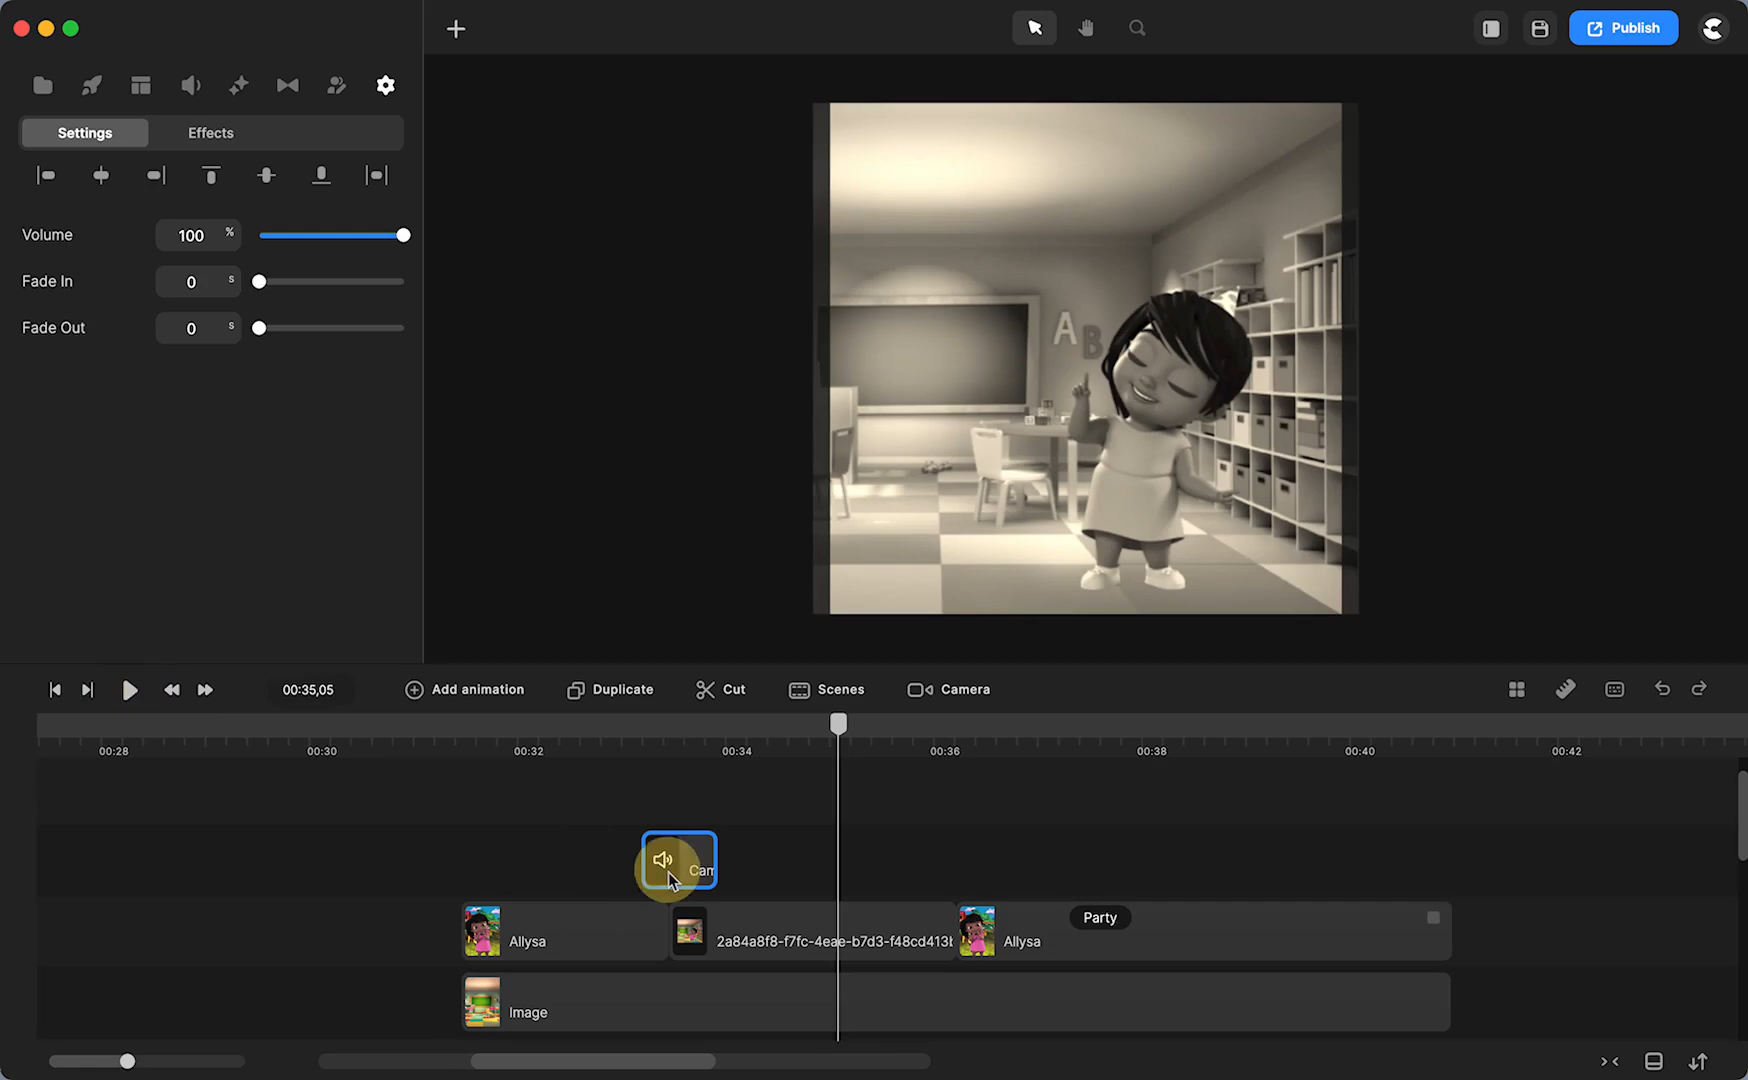 Publish
Settings
Effects
Volume
100 %
Fade In
0 s
Fade Out
0 s
A B
00:35,05
Add animation
Duplicate
Cut
Scenes
Camera
00:28
00:30
00:32
00:34
00:36
00:38
00:40
00:42
Cam
Allysa
2a84a8f8-f7fc-4eae-b7d3-f48cd413b
Party
Allysa
Image